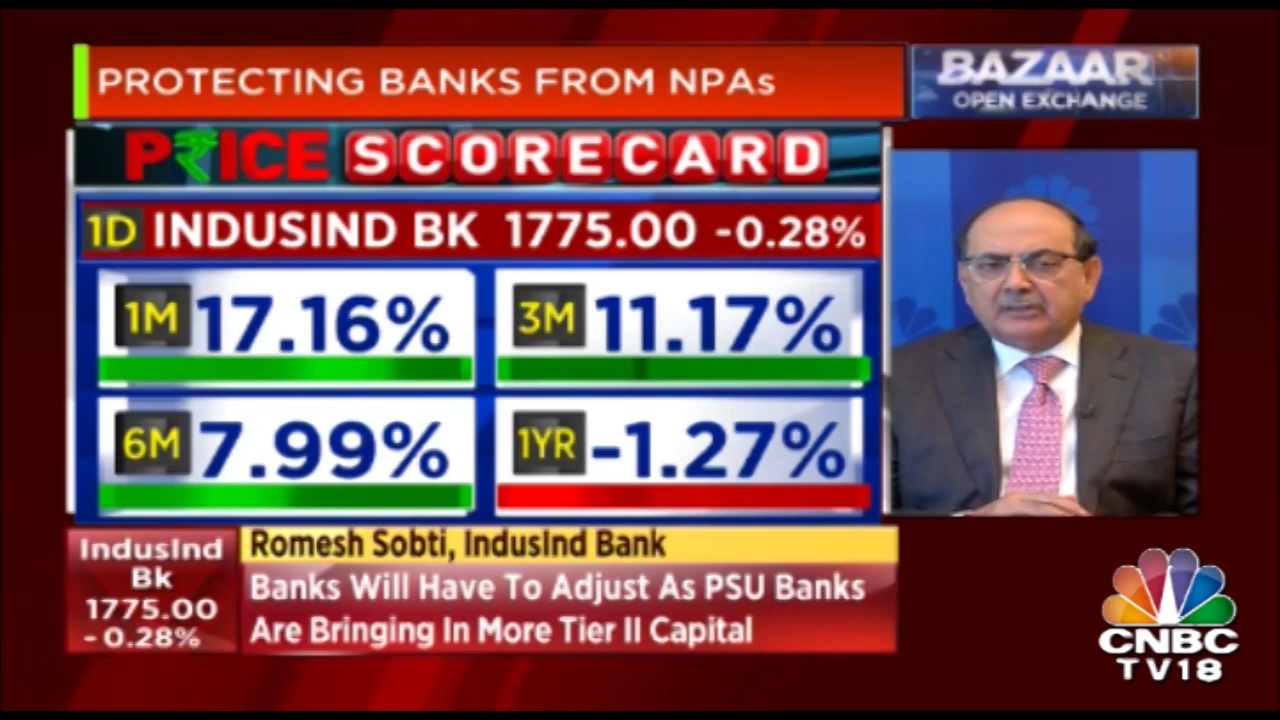 PROTECTING BANKS FROM NPAs
BAZAAR
OPEN EXCHANGE
PRICE SCORECARD
1D INDUSIND BK 1775.00 -0.28%
1M 17.16%
3M 11.17%
6M 7.99%
1YR -1.27%
IndusInd
Bk
1775.00
- 0.28%
Romesh Sobti, IndusInd Bank
Banks Will Have To Adjust As PSU Banks
Are Bringing In More Tier II Capital
CNBC
TV18